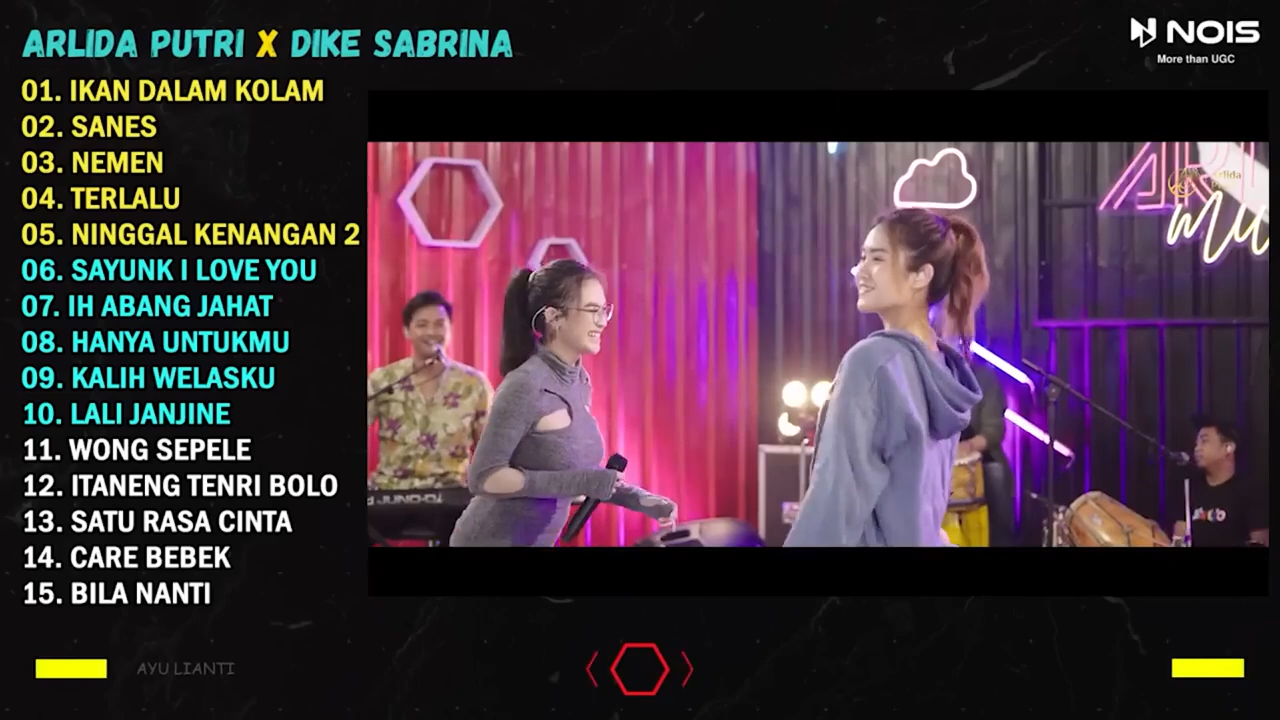 ARLIDA PUTRI X DIKE SABRINA
NOIS
More than UGC
01. IKAN DALAM KOLAM
02. SANES
03. NEMEN
04. TERLALU
05. NINGGAL KENANGAN 2
06. SAYUNK I LOVE YOU
07. IH ABANG JAHAT
08. HANYA UNTUKMU
09. KALIH WELASKU
10. LALI JANJINE
11. WONG SEPELE
12. ITANENG TENRI BOLO
13. SATU RASA CINTA
14. CARE BEBEK
15. BILA NANTI
JUNO-Di
AYU LIANTI